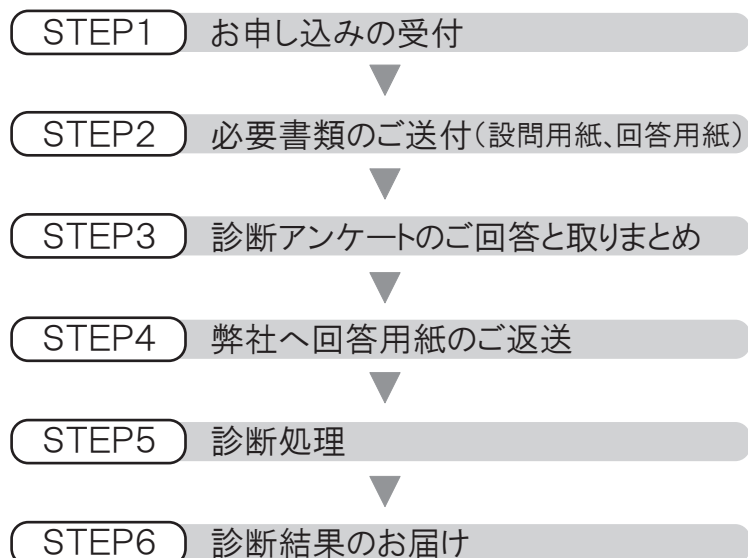 STEP1 お申し込みの受付
STEP2 必要書類のご送付(設問用紙、回答用紙)
STEP3 診断アンケートのご回答と取りまとめ
STEP4 弊社へ回答用紙のご返送
STEP5 診断処理
STEP6 診断結果のお届け